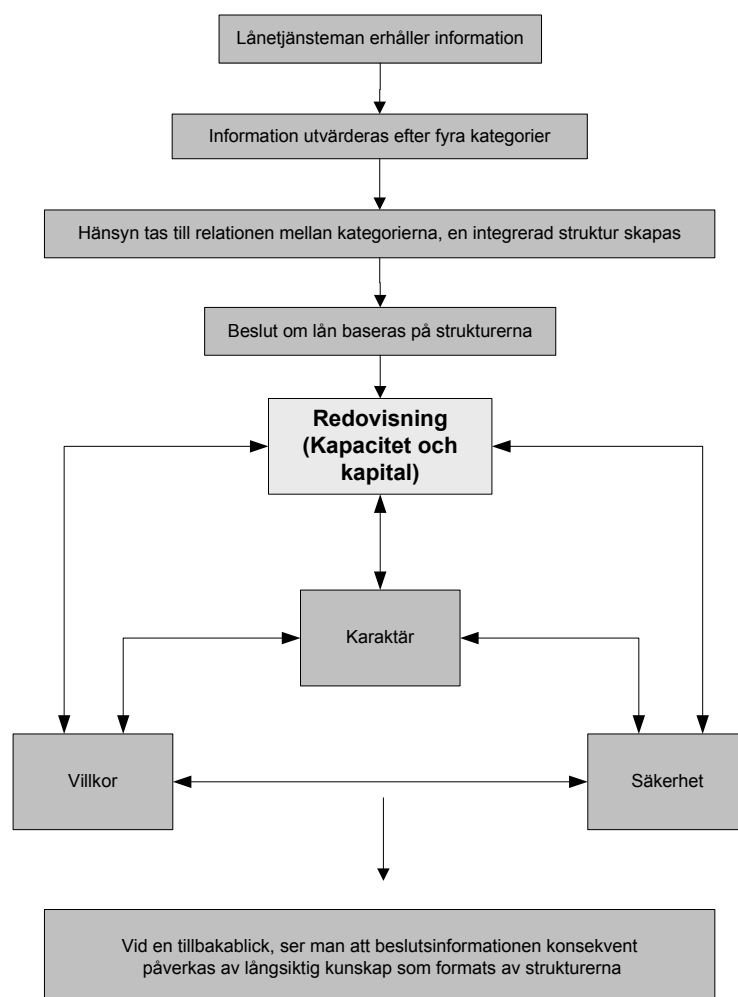 Lånetjänsteman erhåller information
Information utvärderas efter fyra kategorier
Hänsyn tas till relationen mellan kategorierna, en integrerad struktur skapas
Beslut om lån baseras på strukturerna
Redovisning
(Kapacitet och
kapital)
Karaktär
Villkor
Säkerhet
Vid en tillbakablick, ser man att beslutsinformationen konsekvent
påverkas av långsiktig kunskap som formats av strukturerna